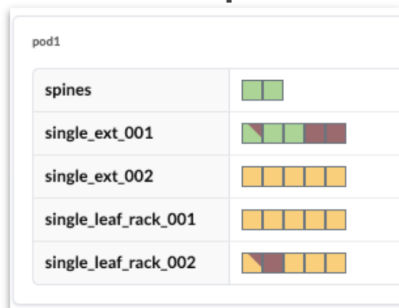 pod1
spines
single_ext_001
single_ext_002
single_leaf_rack_001
single_leaf_rack_002